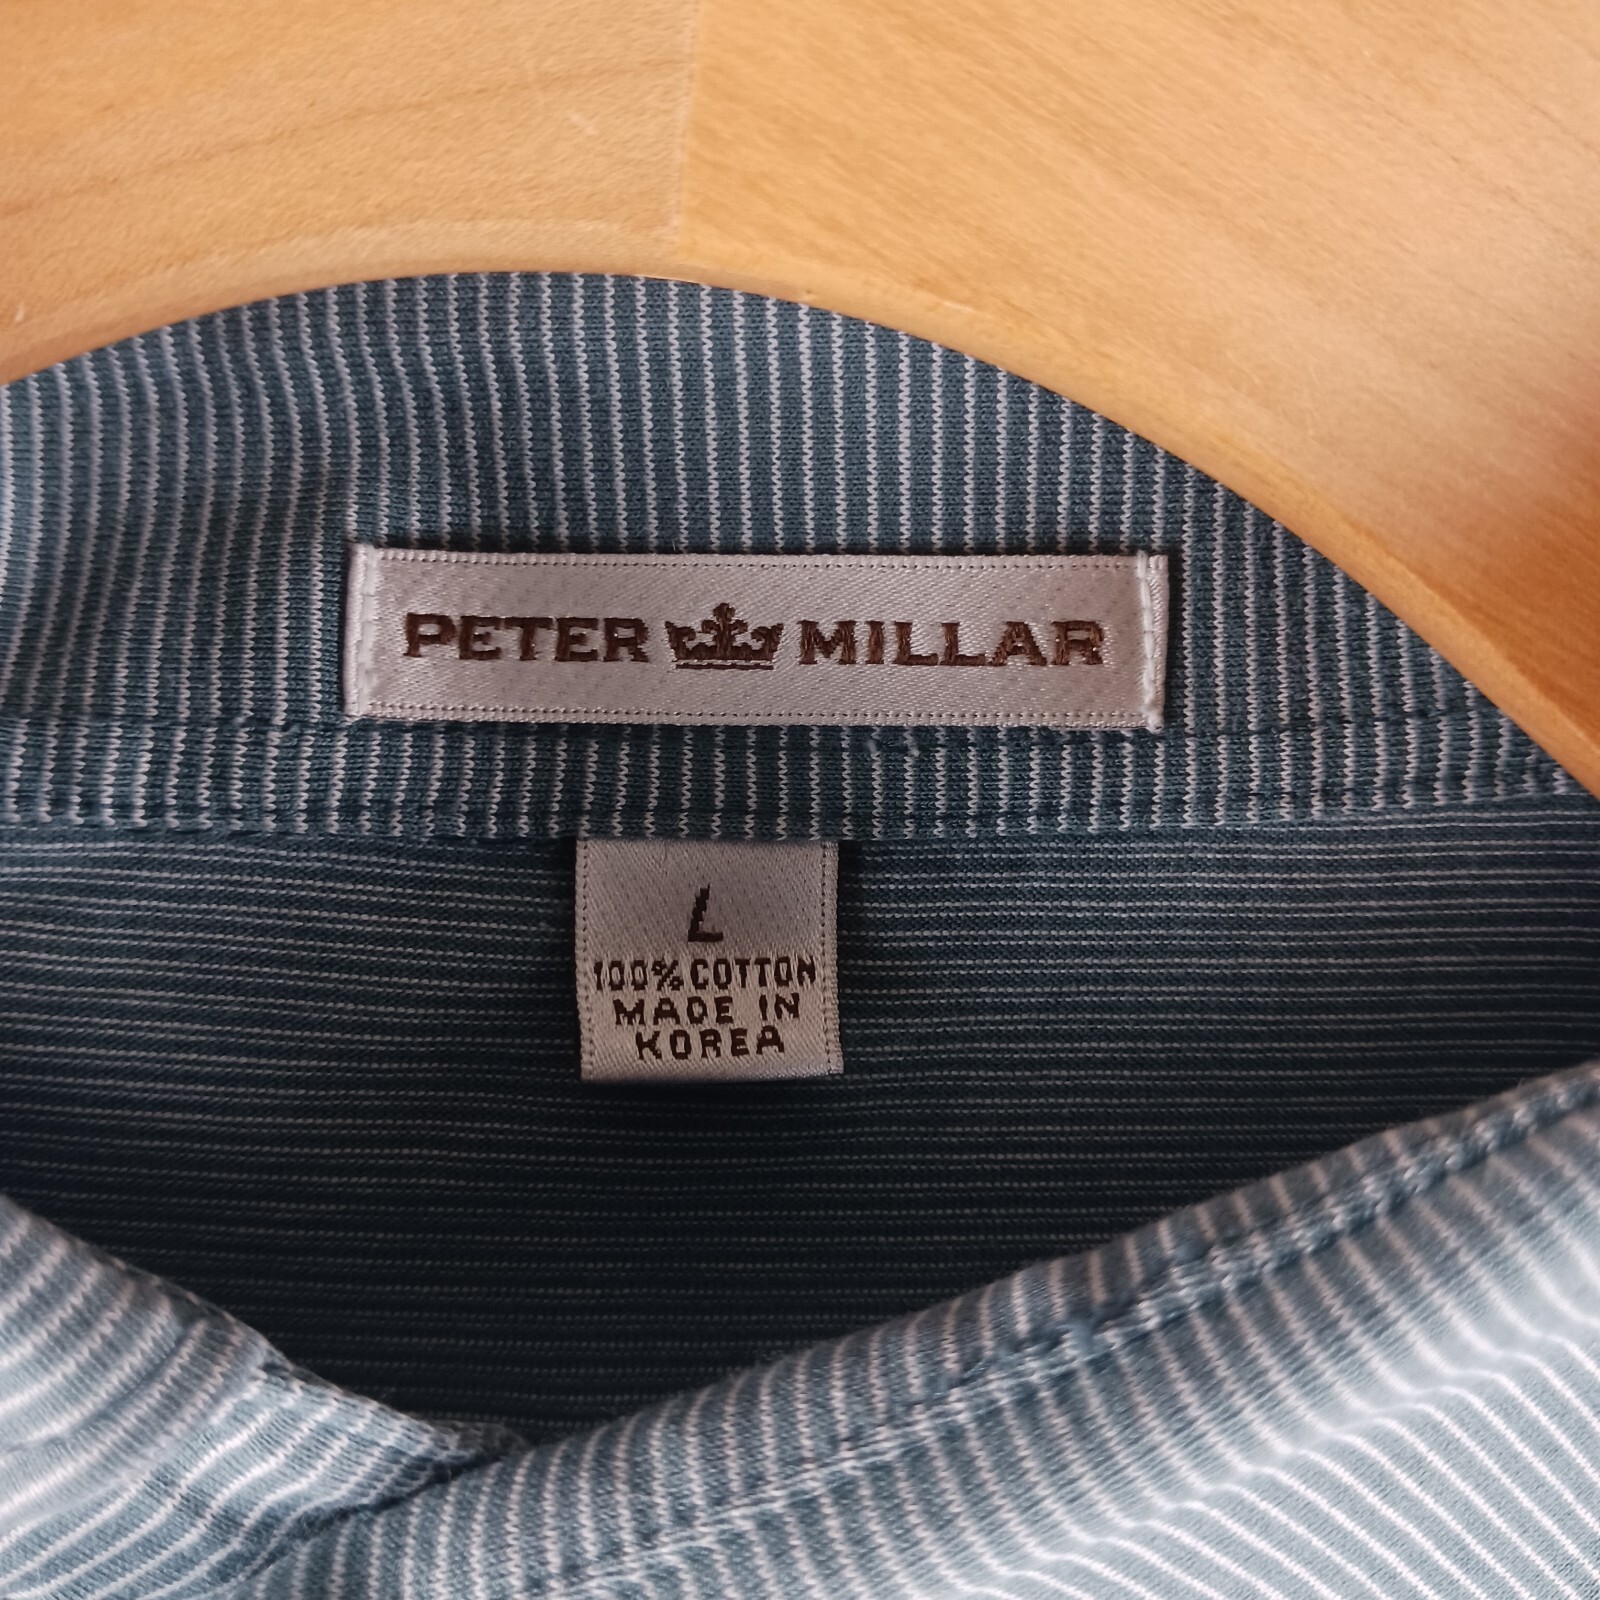 PETER MILLAR
L
100% COTTON
MADE IN
KOREA